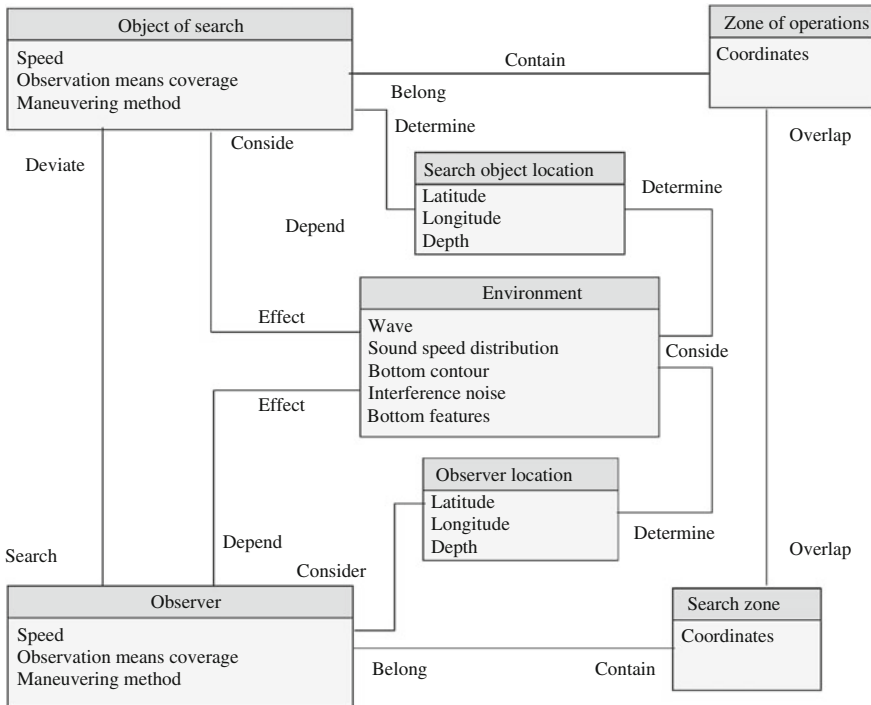 Object of search
Speed
Observation means coverage
Maneuvering method
Zone of operations
Coordinates
Contain
Belong
Determine
Conside
Deviate
Overlap
Search object location
Latitude
Longitude
Depth
Determine
Depend
Environment
Wave
Sound speed distribution
Bottom contour
Interference noise
Bottom features
Effect
Conside
Effect
Observer location
Latitude
Longitude
Depth
Determine
Depend
Search
Consider
Overlap
Observer
Speed
Observation means coverage
Maneuvering method
Search zone
Coordinates
Belong
Contain